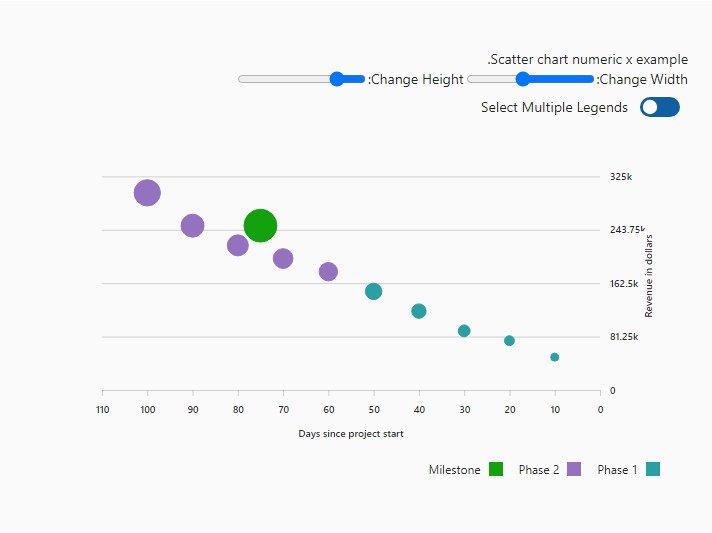 .Scatter chart numeric x example
:Change Height
:Change Width
Select Multiple Legends
325k
243.75k
162.5k
81.25k
0
Revenue in dollars
110 100 90 80 70 60 50 40 30 20 10 0
Days since project start
Milestone Phase 2 Phase 1